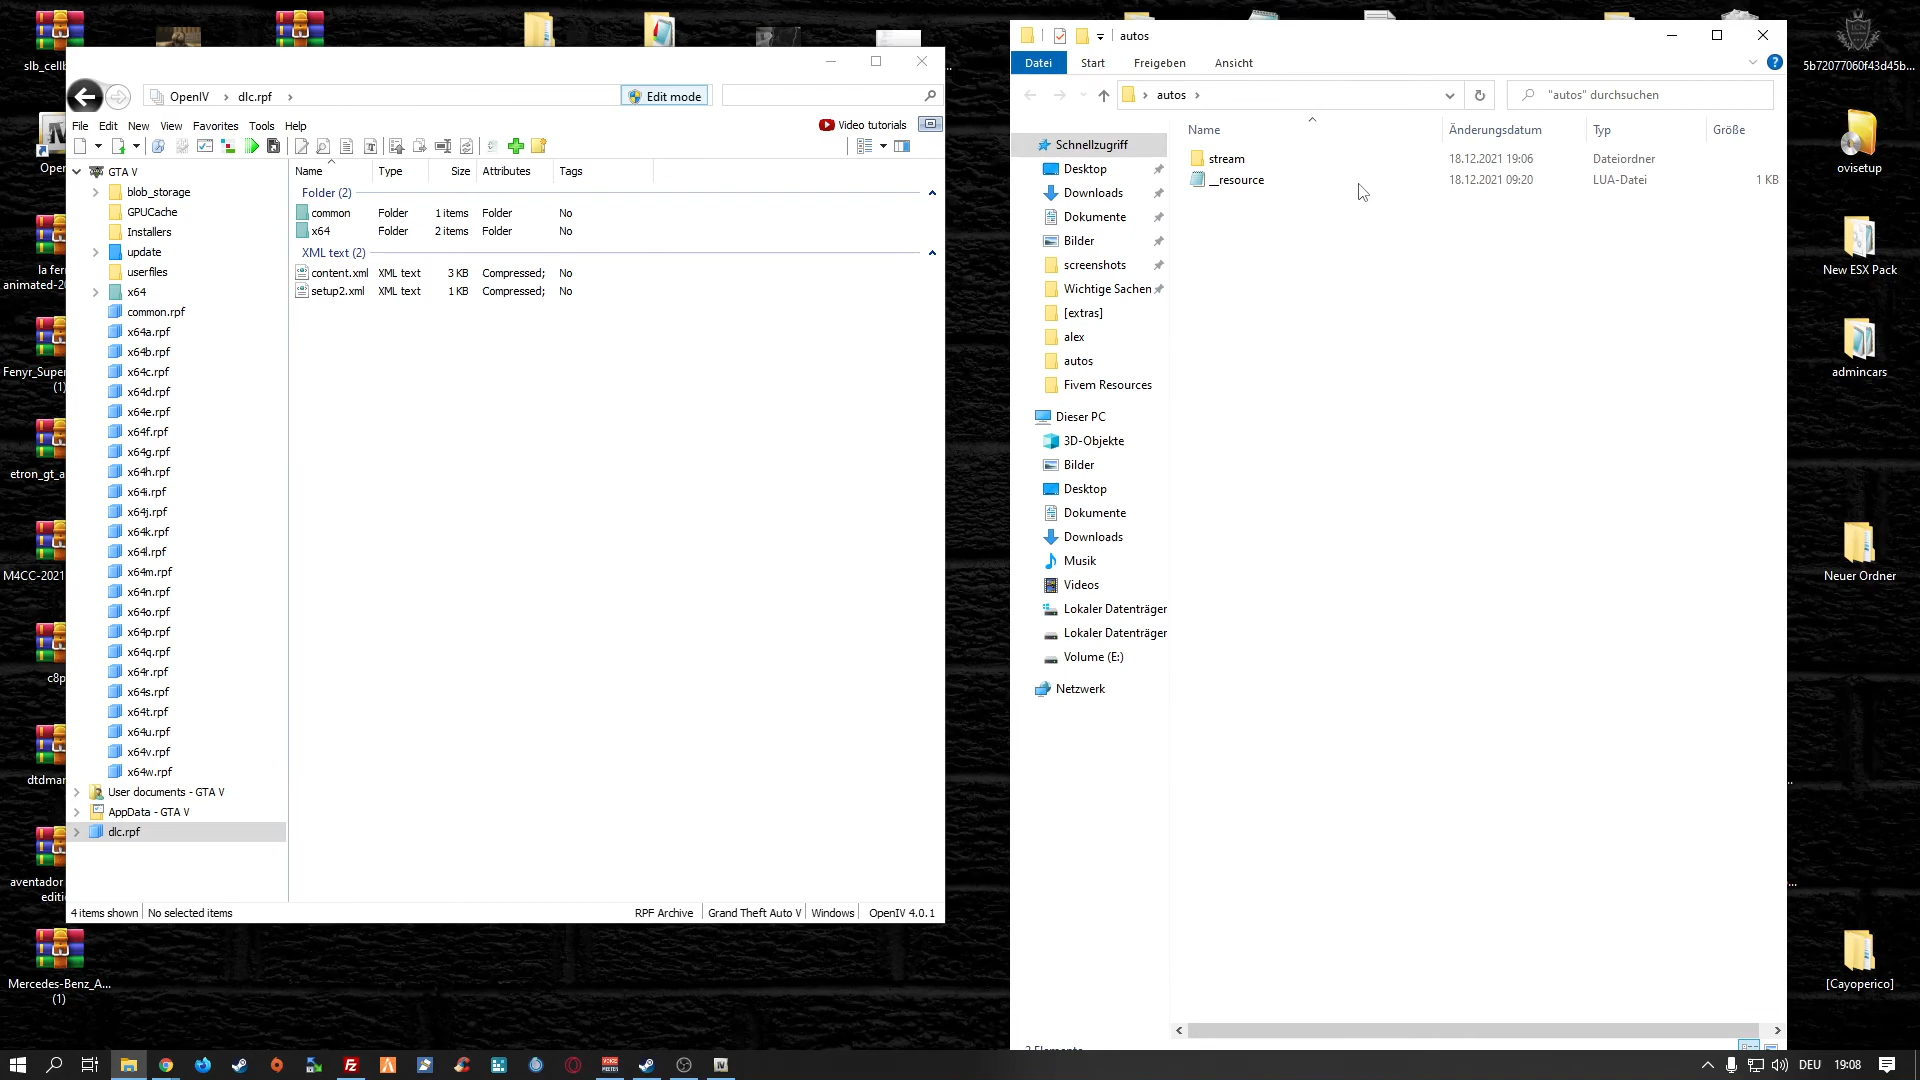 slb_cellb
Open
la fer
animated-20
Fenyr_Super
(1)
etron_gt_a
M4CC-2021
c8p
dtdmar
aventador
editi
Mercedes-Benz_A...
(1)
OpenIV
dlc.rpf
Edit mode
File
Edit
New
View
Favorites
Tools
Help
Video tutorials
GTA V
blob_storage
GPUCache
Installers
update
userfiles
x64
common.rpf
x64a.rpf
x64b.rpf
x64c.rpf
x64d.rpf
x64e.rpf
x64f.rpf
x64g.rpf
x64h.rpf
x64i.rpf
x64j.rpf
x64k.rpf
x64l.rpf
x64m.rpf
x64n.rpf
x64o.rpf
x64p.rpf
x64q.rpf
x64r.rpf
x64s.rpf
x64t.rpf
x64u.rpf
x64v.rpf
x64w.rpf
User documents - GTA V
AppData - GTA V
dlc.rpf
Name Type Size Attributes Tags
Folder (2)
common Folder 1 items Folder No
x64 Folder 2 items Folder No
XML text (2)
content.xml XML text 3 KB Compressed; No
setup2.xml XML text 1 KB Compressed; No
4 items shown
No selected items
RPF Archive
Grand Theft Auto V
Windows
OpenIV 4.0.1
autos
Datei
Start
Freigeben
Ansicht
autos
"autos" durchsuchen
Schnellzugriff
Desktop
Downloads
Dokumente
Bilder
screenshots
Wichtige Sachen
[extras]
alex
autos
Fivem Resources
Dieser PC
3D-Objekte
Bilder
Desktop
Dokumente
Downloads
Musik
Videos
Lokaler Datenträger
Lokaler Datenträger
Volume (E:)
Netzwerk
Name Änderungsdatum Typ Größe
stream 18.12.2021 19:06 Dateiordner
__resource 18.12.2021 09:20 LUA-Datei 1 KB
5b72077060f43d45b...
ovisetup
New ESX Pack
admincars
Neuer Ordner
[Cayoperico]
DEU
19:08